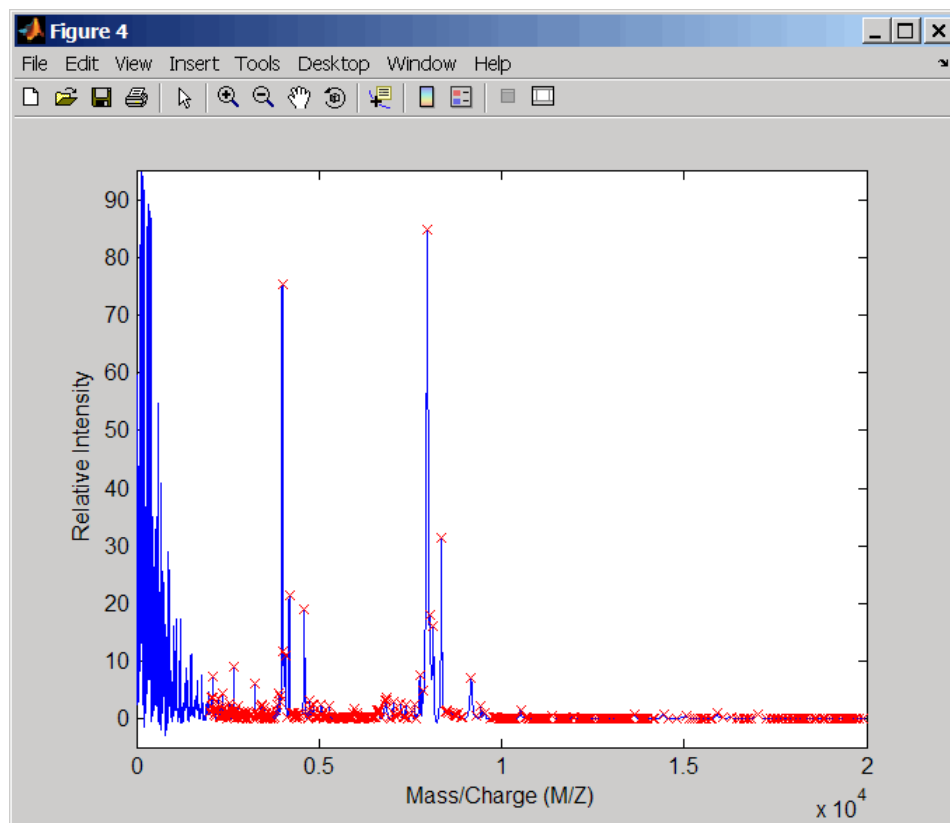 Figure 4
File Edit View Insert Tools Desktop Window Help
90
80
70
60
50
40
30
20
10
0
Relative Intensity
0 0.5 1 1.5 2
Mass/Charge (M/Z)
x 10^4